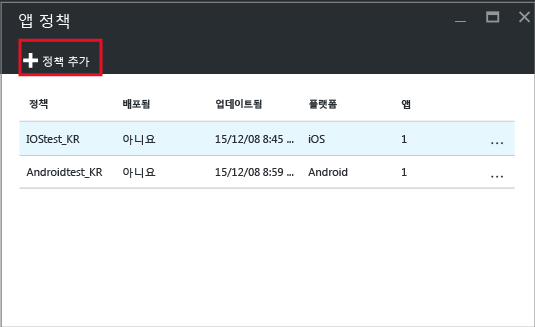 앱 정책
정책 추가
정책 배포됨 업데이트됨 플랫폼 앱
IOStest_KR 아니요 15/12/08 8:45 ... iOS 1 ...
Androidtest_KR 아니요 15/12/08 8:59 ... Android 1 ...